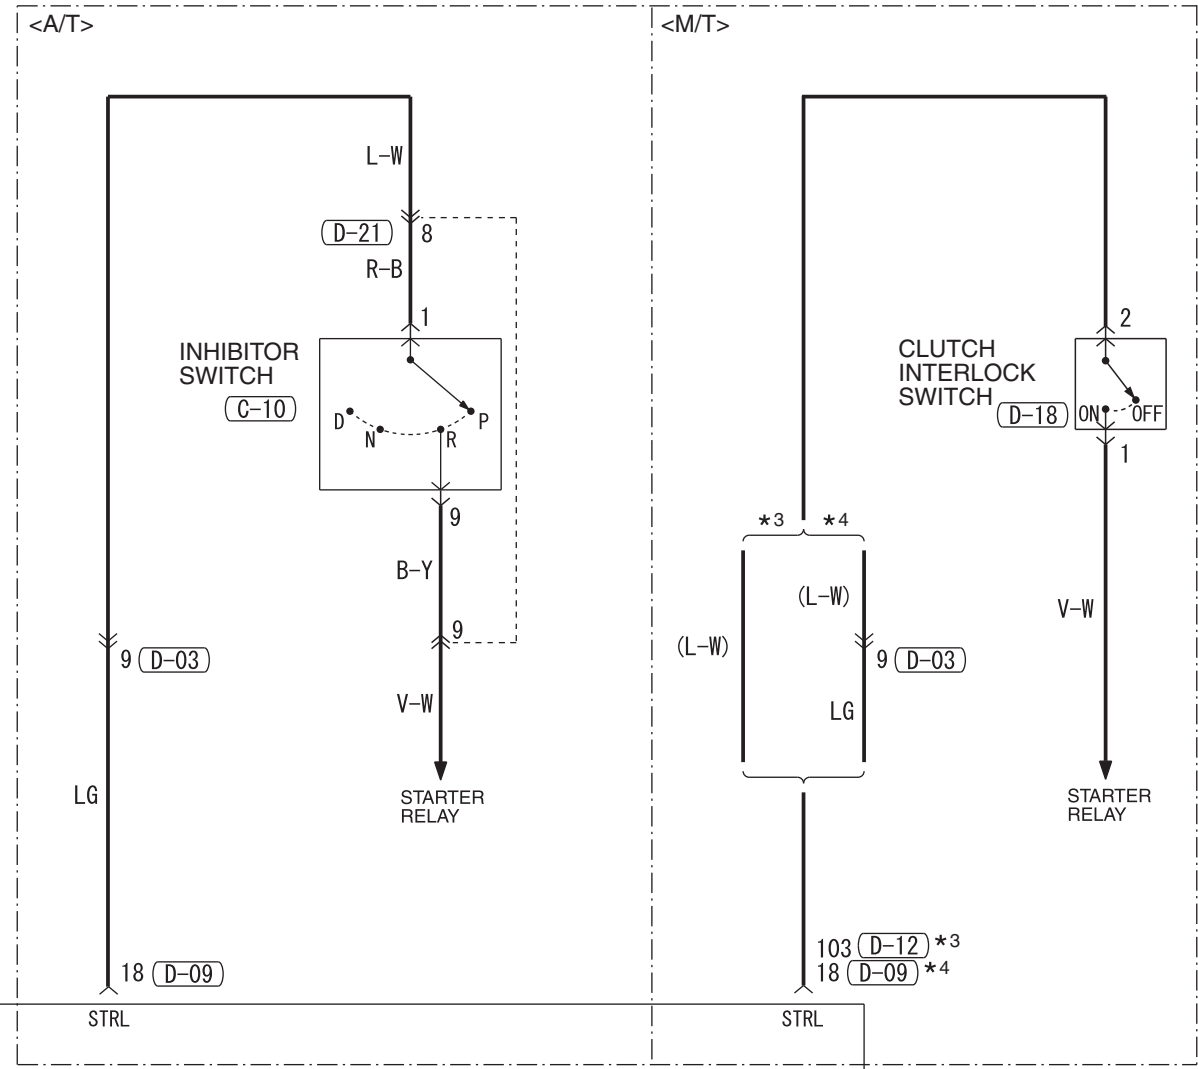 <A/T>
L-W
D-21
8
R-B
1
INHIBITOR
SWITCH
C-10
D
N
R
P
9
B-Y
9
9
D-03
V-W
LG
STARTER
RELAY
18
D-09
STRL
<M/T>
2
CLUTCH
INTERLOCK
SWITCH
D-18
ON
OFF
1
*3
*4
(L-W)
(L-W)
V-W
9
D-03
LG
STARTER
RELAY
103 D-12 *3
18 D-09 *4
STRL